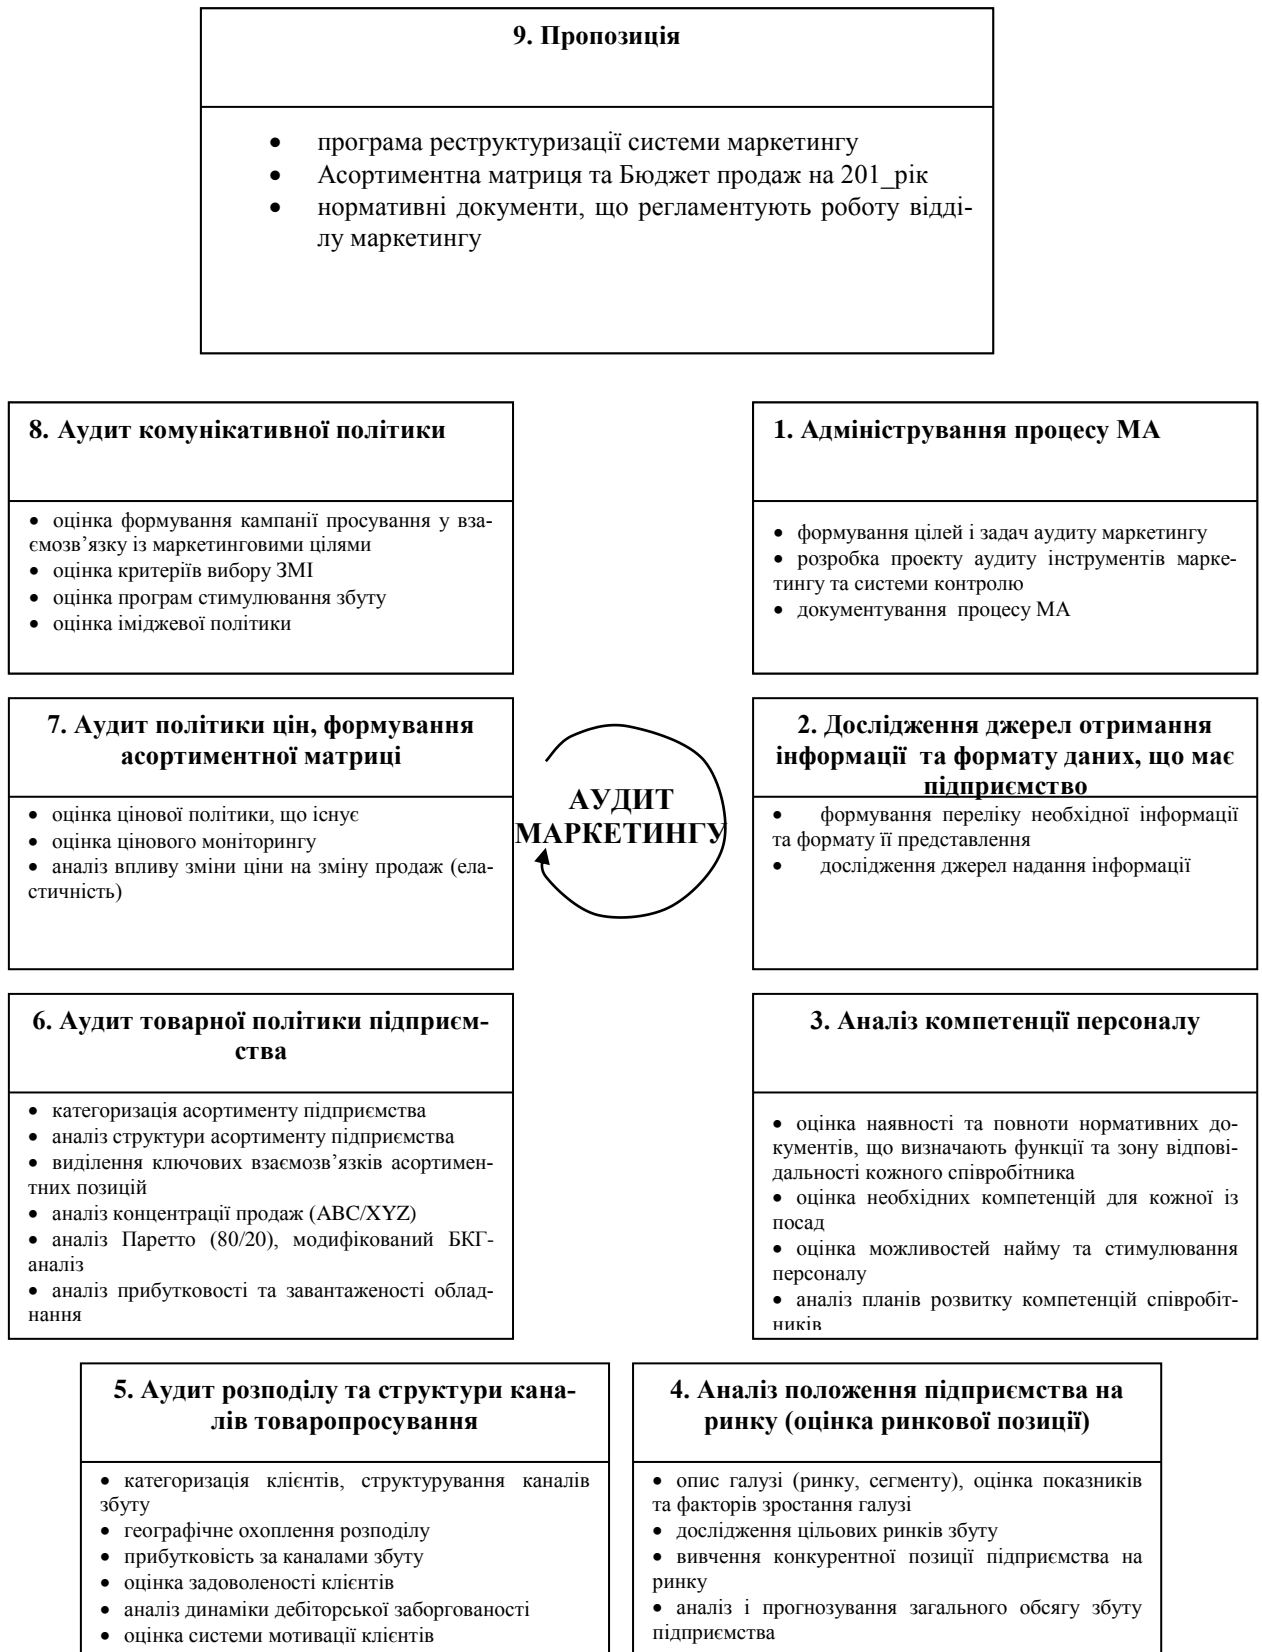 9. Пропозиція
• програма реструктуризації системи маркетингу
• Асортиментна матриця та Бюджет продаж на 201_рік
• нормативні документи, що регламентують роботу відді-
лу маркетингу
8. Аудит комунікативної політики
• оцінка формування кампанії просування у вза-
ємозв’язку із маркетинговими цілями
• оцінка критеріїв вибору ЗМІ
• оцінка програм стимулювання збуту
• оцінка іміджевої політики
1. Адміністрування процесу МА
• формування цілей і задач аудиту маркетингу
• розробка проекту аудиту інструментів марке-
тингу та системи контролю
• документування процесу МА
7. Аудит політики цін, формування
асортиментної матриці
• оцінка цінової політики, що існує
• оцінка цінового моніторингу
• аналіз впливу зміни ціни на зміну продаж (ела-
стичність)
АУДИТ
МАРКЕТИНГУ
2. Дослідження джерел отримання
інформації та формату даних, що має
підприємство
• формування переліку необхідної інформації
та формату її представлення
• дослідження джерел надання інформації
6. Аудит товарної політики підприєм-
ства
• категоризація асортименту підприємства
• аналіз структури асортименту підприємства
• виділення ключових взаємозв’язків асортимен-
тних позицій
• аналіз концентрації продаж (ABC/XYZ)
• аналіз Паретто (80/20), модифікований БКГ-
аналіз
• аналіз прибутковості та завантаженості облад-
нання
3. Аналіз компетенції персоналу
• оцінка наявності та повноти нормативних до-
кументів, що визначають функції та зону відпові-
дальності кожного співробітника
• оцінка необхідних компетенцій для кожної із
посад
• оцінка можливостей найму та стимулювання
персоналу
• аналіз планів розвитку компетенцій співробіт-
ників
5. Аудит розподілу та структури кана-
лів товаропросування
• категоризація клієнтів, структурування каналів
збуту
• географічне охоплення розподілу
• прибутковість за каналами збуту
• оцінка задоволеності клієнтів
• аналіз динаміки дебіторської заборгованості
• оцінка системи мотивації клієнтів
4. Аналіз положення підприємства на
ринку (оцінка ринкової позиції)
• опис галузі (ринку, сегменту), оцінка показників
та факторів зростання галузі
• дослідження цільових ринків збуту
• вивчення конкурентної позиції підприємства на
ринку
• аналіз і прогнозування загального обсягу збуту
підприємства